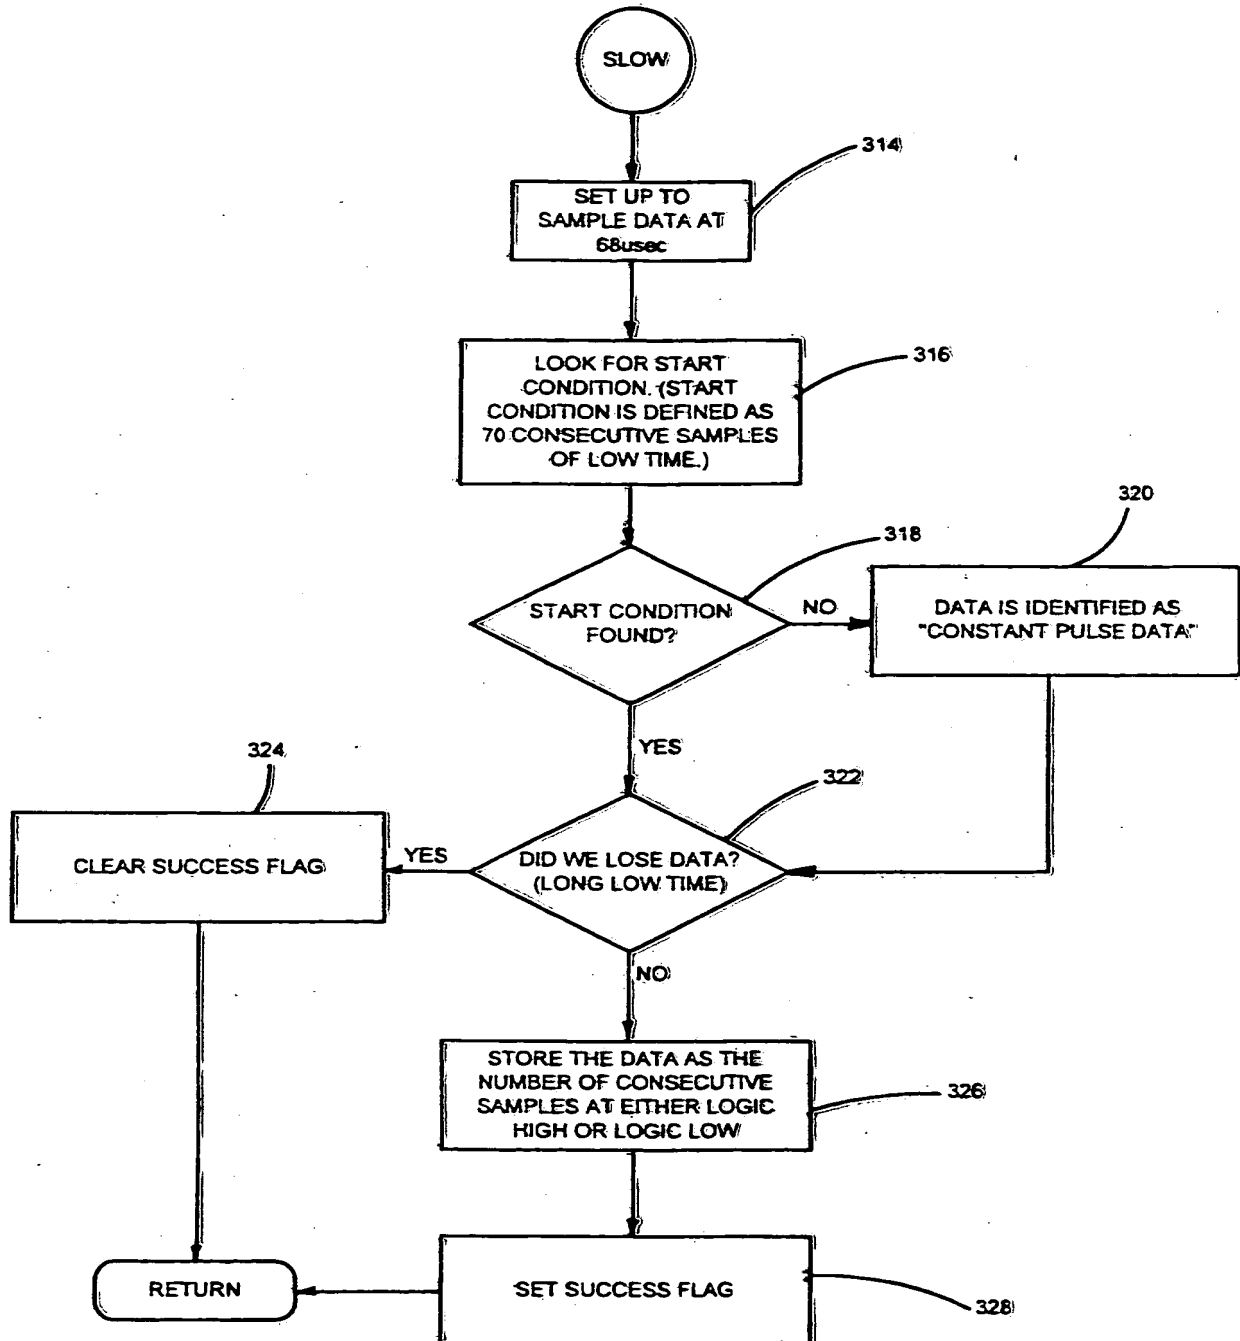 SLOW
314
SET UP TO
SAMPLE DATA AT
68usec
316
LOOK FOR START
CONDITION. (START
CONDITION IS DEFINED AS
70 CONSECUTIVE SAMPLES
OF LOW TIME.)
318
320
START CONDITION
FOUND?
NO
DATA IS IDENTIFIED AS
"CONSTANT PULSE DATA"
YES
324
322
CLEAR SUCCESS FLAG
YES
DID WE LOSE DATA?
(LONG LOW TIME)
NO
STORE THE DATA AS THE
NUMBER OF CONSECUTIVE
SAMPLES AT EITHER LOGIC
HIGH OR LOGIC LOW
326
RETURN
SET SUCCESS FLAG
328